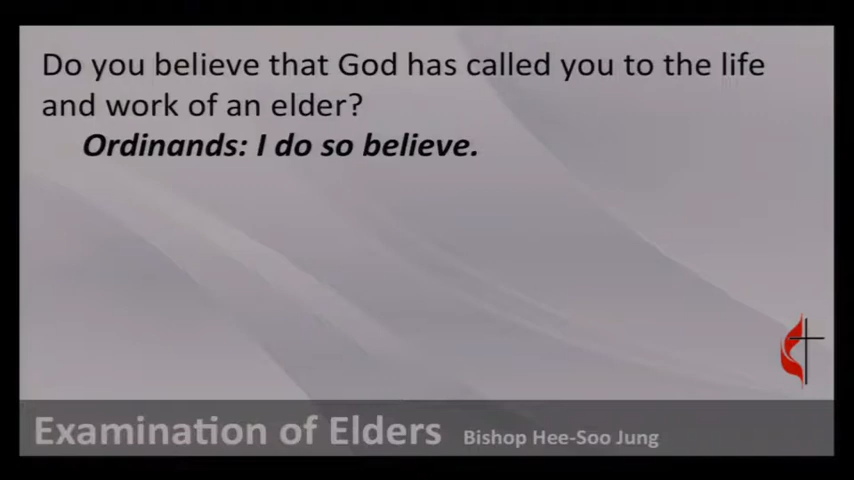 Do you believe that God has called you to the life
and work of an elder?
Ordinands: I do so believe.
Examination of Elders Bishop Hee-Soo Jung